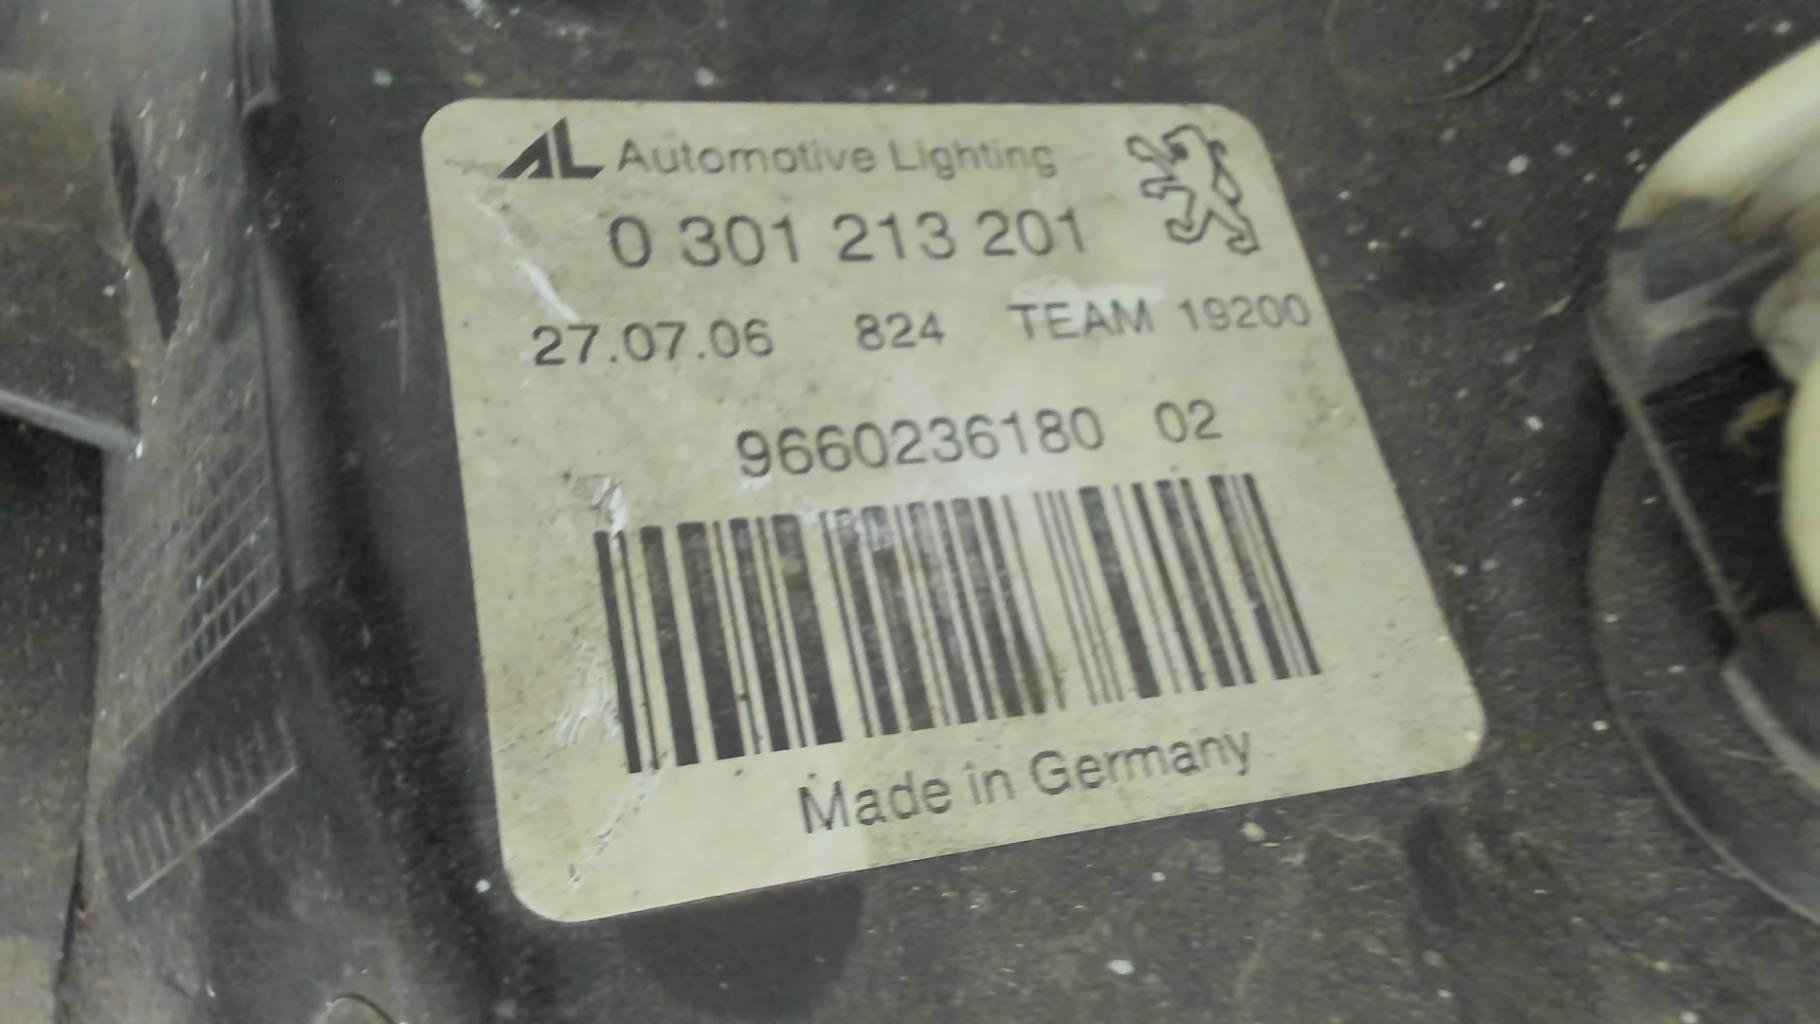 AL Automotive Lighting
0 301 213 201
27.07.06 824 TEAM 19200
9660236180 02
Made in Germany